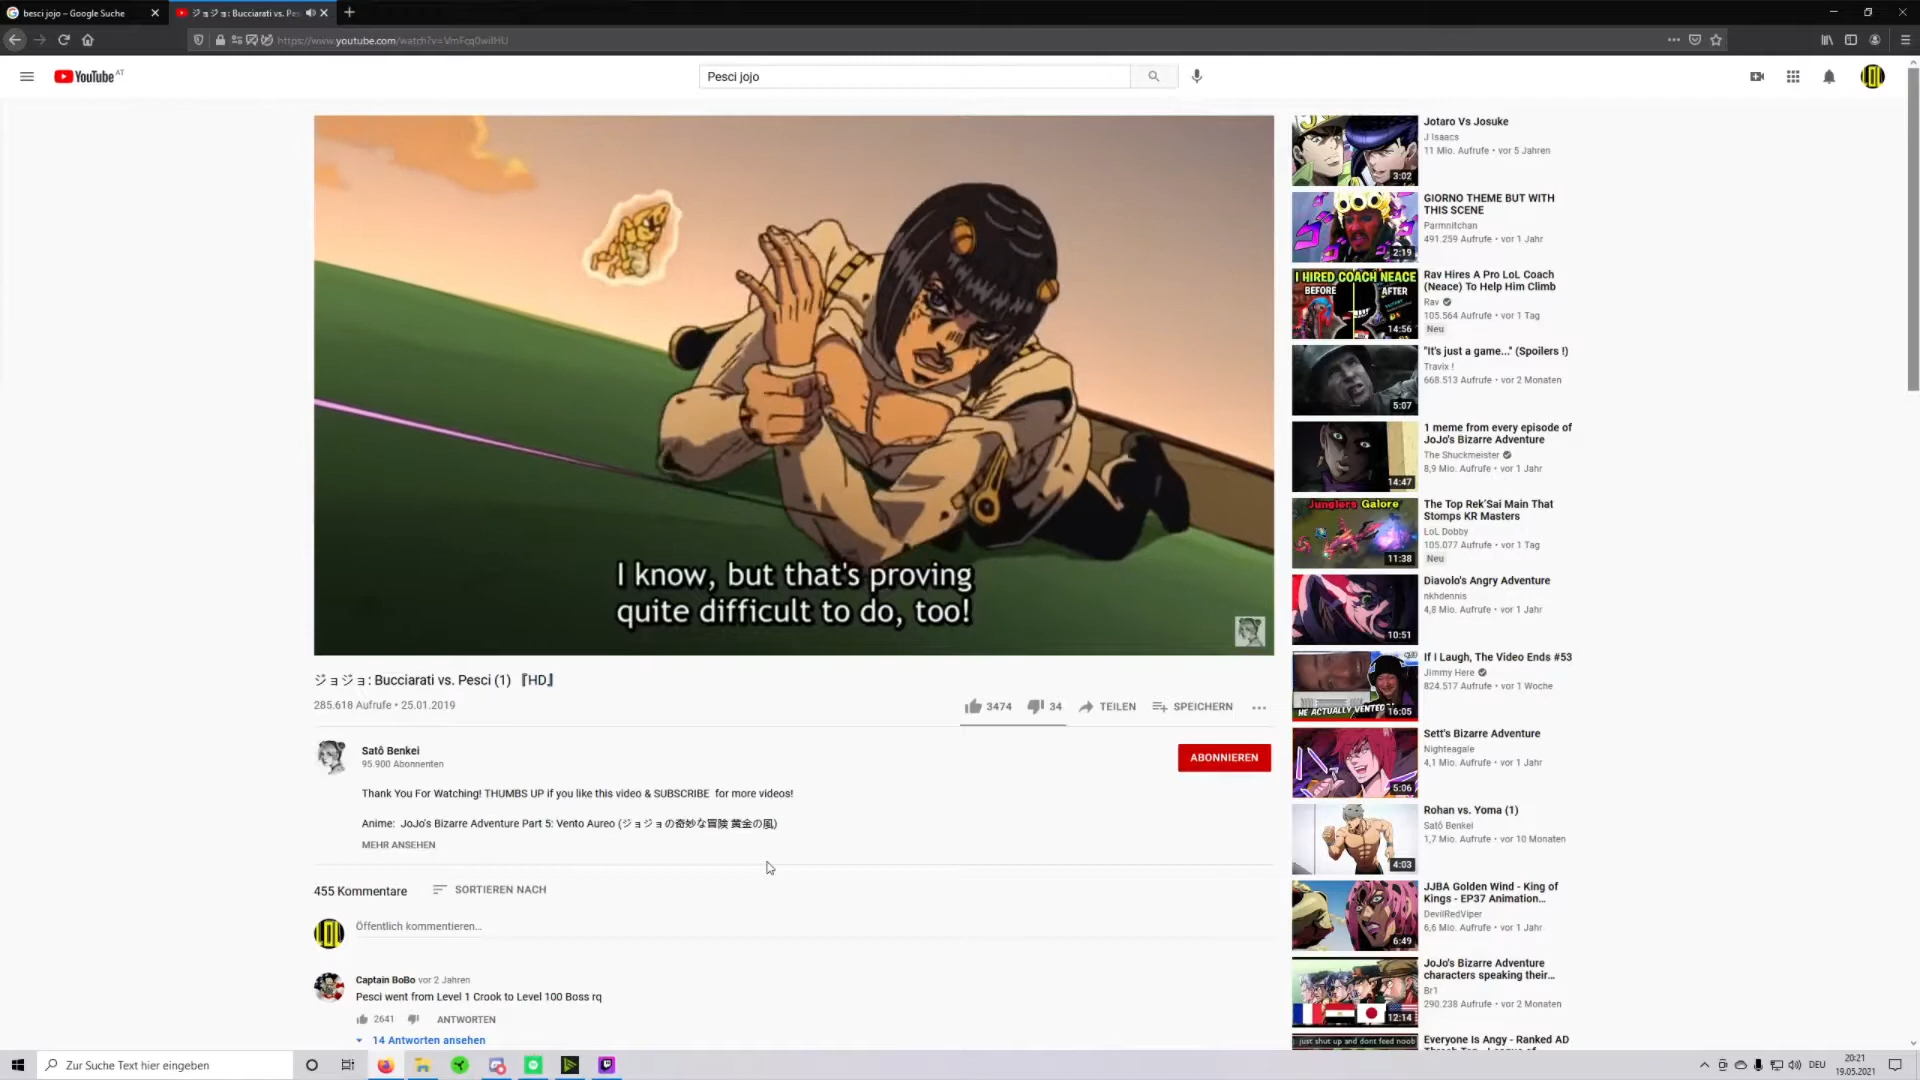 besci jojo – Google Suche
ジョジョ: Bucciarati vs. Pes
https://www.youtube.com/watch?v=VmFcq0wiIHU
YouTube AT
Pesci jojo
I know, but that's proving
quite difficult to do, too!
ジョジョ: Bucciarati vs. Pesci (1) 『HD』
285.618 Aufrufe • 25.01.2019
3474
34
TEILEN
SPEICHERN
Satô Benkei
95.900 Abonnenten
ABONNIEREN
Thank You For Watching! THUMBS UP if you like this video & SUBSCRIBE for more videos!
Anime: JoJo's Bizarre Adventure Part 5: Vento Aureo (ジョジョの奇妙な冒険 黄金の風)
MEHR ANSEHEN
455 Kommentare
SORTIEREN NACH
Öffentlich kommentieren...
Captain BoBo vor 2 Jahren
Pesci went from Level 1 Crook to Level 100 Boss rq
2641
ANTWORTEN
14 Antworten ansehen
3:02
Jotaro Vs Josuke
J Isaacs
11 Mio. Aufrufe • vor 5 Jahren
2:19
GIORNO THEME BUT WITH
THIS SCENE
Parmnitchan
491.259 Aufrufe • vor 1 Jahr
I HIRED COACH NEACE
BEFORE
AFTER
14:56
Rav Hires A Pro LoL Coach
(Neace) To Help Him Climb
Rav
105.564 Aufrufe • vor 1 Tag
Neu
5:07
"It's just a game..." (Spoilers !)
Travix !
668.513 Aufrufe • vor 2 Monaten
14:47
1 meme from every episode of
JoJo's Bizarre Adventure
The Shuckmeister
8,9 Mio. Aufrufe • vor 1 Jahr
Junglers Galore
11:38
The Top Rek'Sai Main That
Stomps KR Masters
LoL Dobby
105.077 Aufrufe • vor 1 Tag
Neu
10:51
Diavolo's Angry Adventure
nkhdennis
4,8 Mio. Aufrufe • vor 1 Jahr
HE ACTUALLY VENTED
16:05
If I Laugh, The Video Ends #53
Jimmy Here
824.517 Aufrufe • vor 1 Woche
5:06
Sett's Bizarre Adventure
Nighteagale
4,1 Mio. Aufrufe • vor 1 Jahr
4:03
Rohan vs. Yoma (1)
Satô Benkei
1,7 Mio. Aufrufe • vor 10 Monaten
6:49
JJBA Golden Wind - King of
Kings - EP37 Animation...
DevilRedViper
6,6 Mio. Aufrufe • vor 1 Jahr
12:14
JoJo's Bizarre Adventure
characters speaking their...
Br1
290.238 Aufrufe • vor 2 Monaten
just shut up and dont feed noob
Everyone Is Angy - Ranked AD
Zur Suche Text hier eingeben
DEU
20:21
19.05.2021